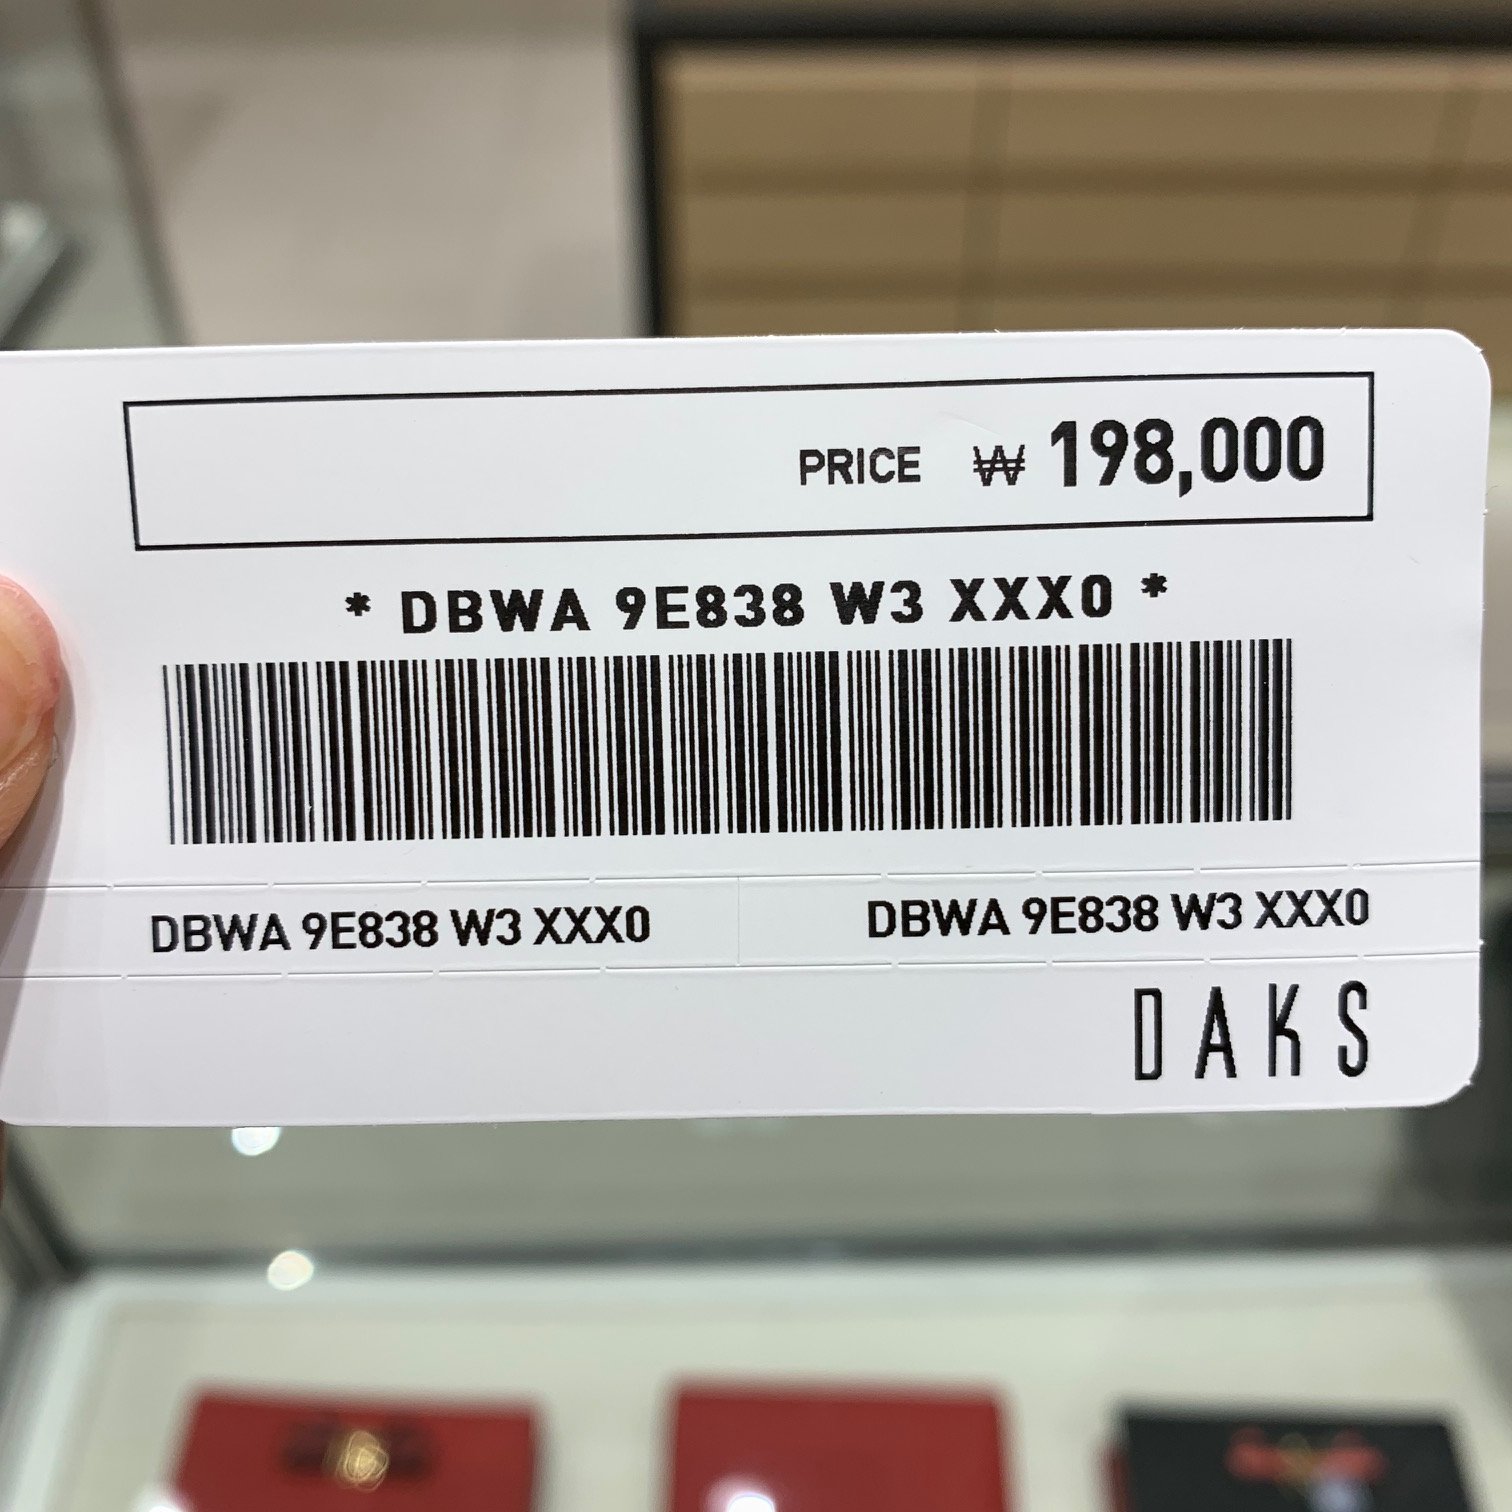 PRICE ₩ 198,000
* DBWA 9E838 W3 XXX0 *
DBWA 9E838 W3 XXX0 DBWA 9E838 W3 XXX0
DAKS